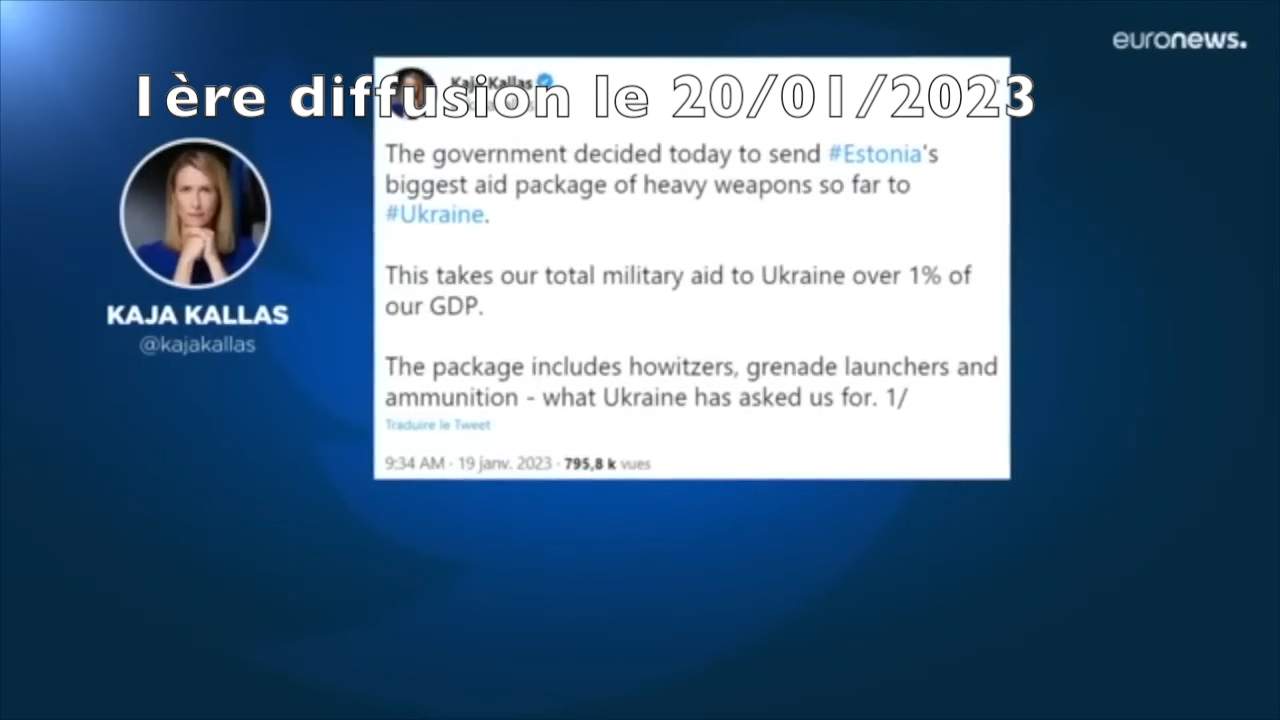 euronews.
1ère diffusion le 20/01/2023
Kaja Kallas
The government decided today to send #Estonia's
biggest aid package of heavy weapons so far to
#Ukraine.
This takes our total military aid to Ukraine over 1% of
our GDP.
The package includes howitzers, grenade launchers and
ammunition - what Ukraine has asked us for. 1/
Traduire le Tweet
9:34 AM · 19 janv. 2023 · 795,8 k vues
KAJA KALLAS
@kajakallas